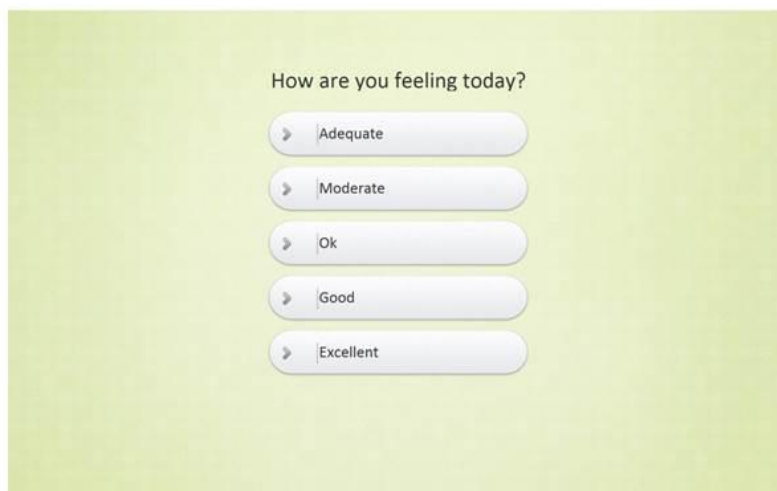 How are you feeling today?
Adequate
Moderate
Ok
Good
Excellent